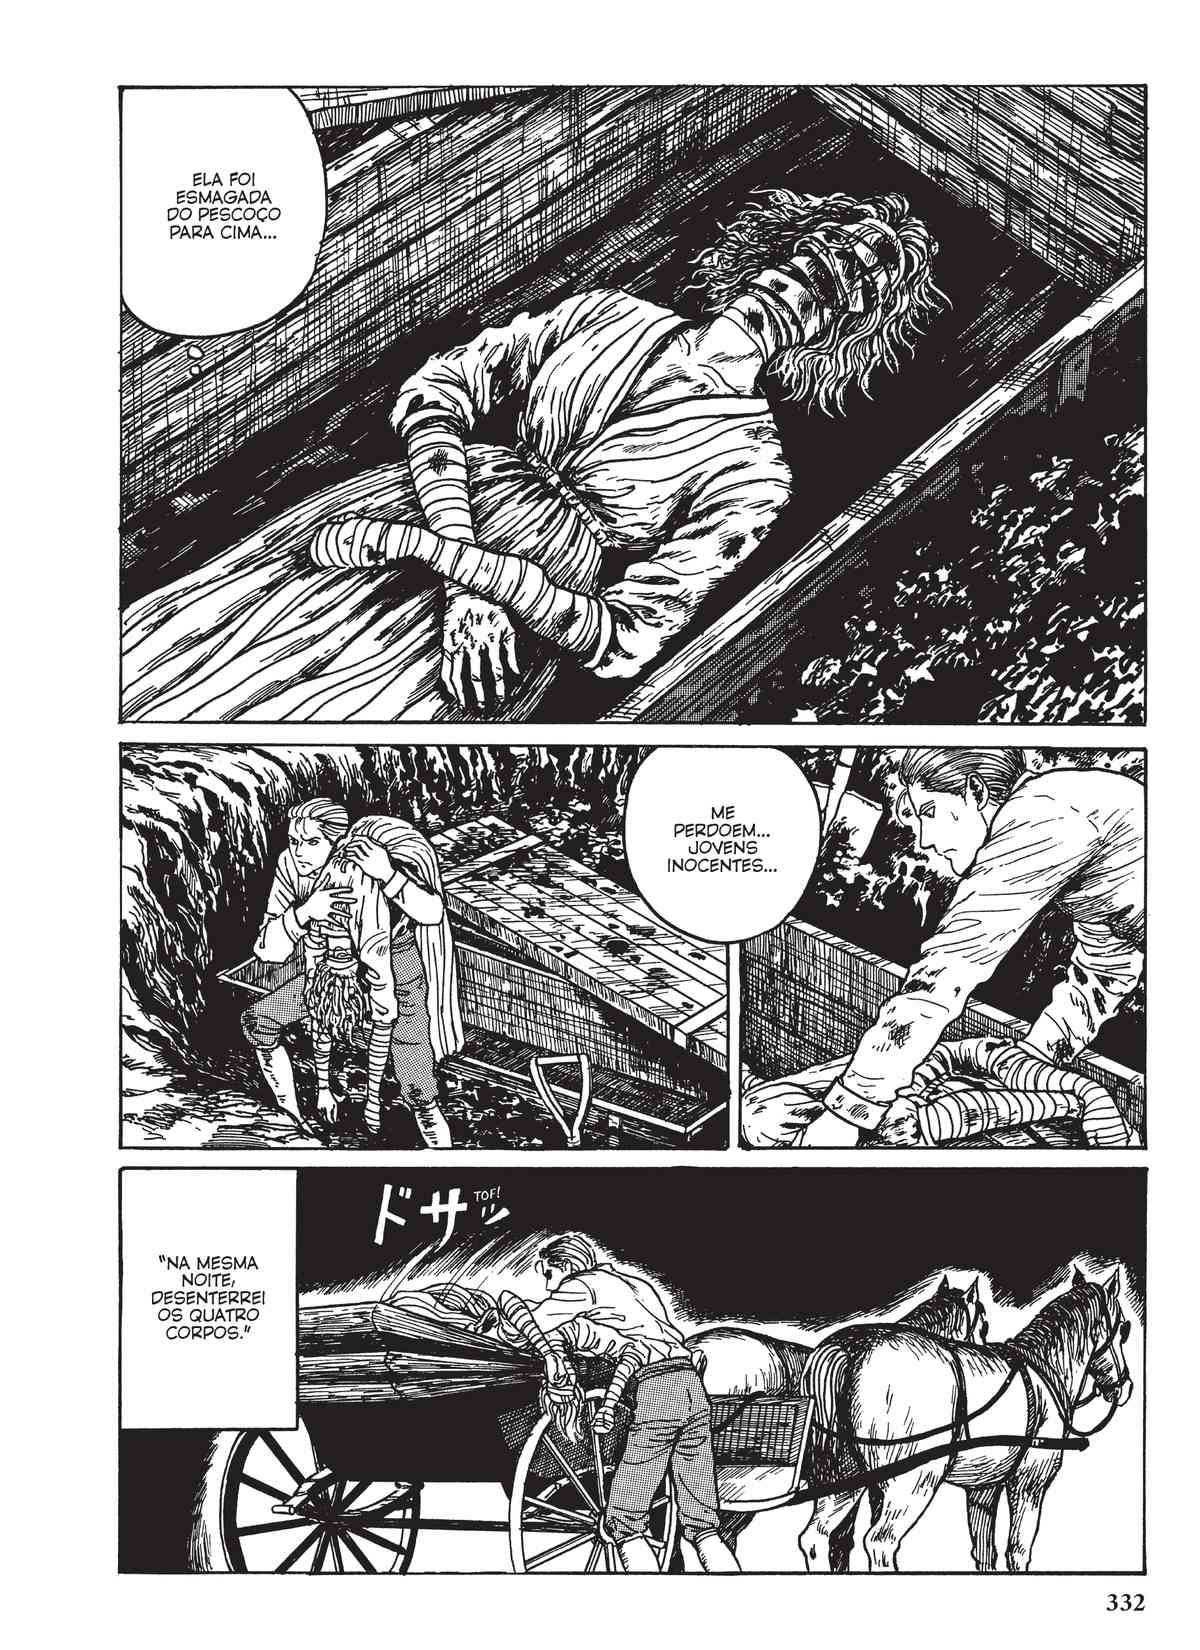 ELA FOI
ESMAGADA
DO PESCOÇO
PARA CIMA...
ME
PERDOEM...
JOVENS
INOCENTES...
ドサッ
TOF!
"NA MESMA
NOITE,
DESENTERREI
OS QUATRO
CORPOS."
332